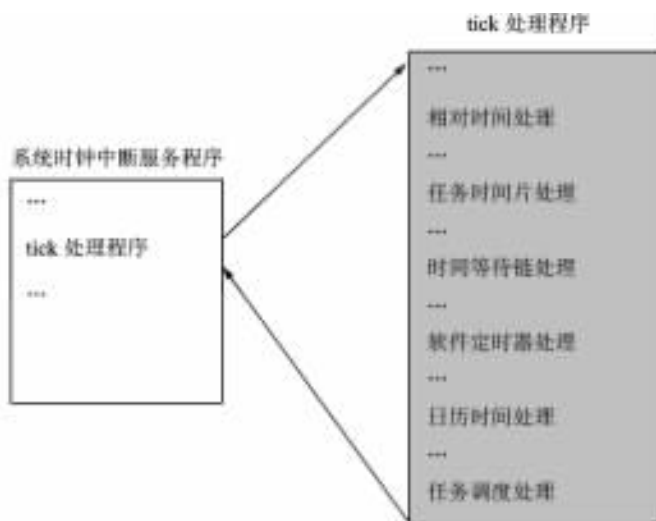 tick 处理程序
...
相对时间处理
...
任务时间片处理
...
时间等待链处理
...
软件定时器处理
...
日历时间处理
...
任务调度处理
系统时钟中断服务程序
...
tick 处理程序
...